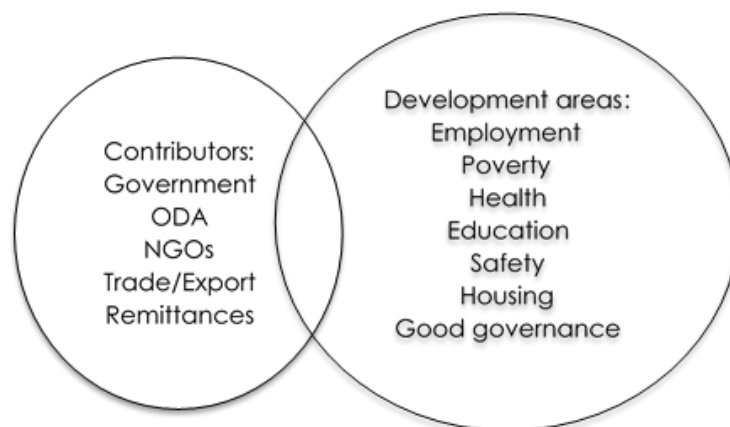 Contributors:
Government
ODA
NGOs
Trade/Export
Remittances
Development areas:
Employment
Poverty
Health
Education
Safety
Housing
Good governance